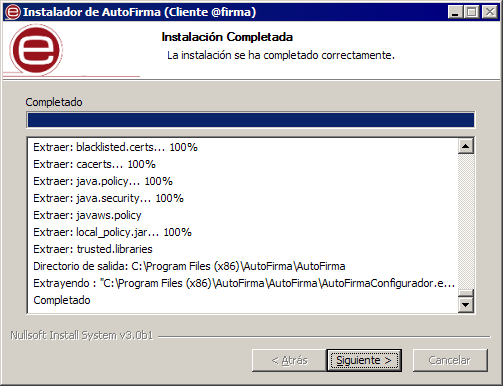 Instalador de AutoFirma (Cliente @firma)
Instalación Completada
La instalación se ha completado correctamente.
Completado
Extraer: blacklisted.certs... 100%
Extraer: cacerts... 100%
Extraer: java.policy... 100%
Extraer: java.security... 100%
Extraer: javaws.policy
Extraer: local_policy.jar... 100%
Extraer: trusted.libraries
Directorio de salida: C:\Program Files (x86)\AutoFirma\AutoFirma
Extrayendo : "C:\Program Files (x86)\AutoFirma\AutoFirma\AutoFirmaConfigurador.e...
Completado
Nullsoft Install System v3.0b1
< Atrás
Siguiente >
Cancelar